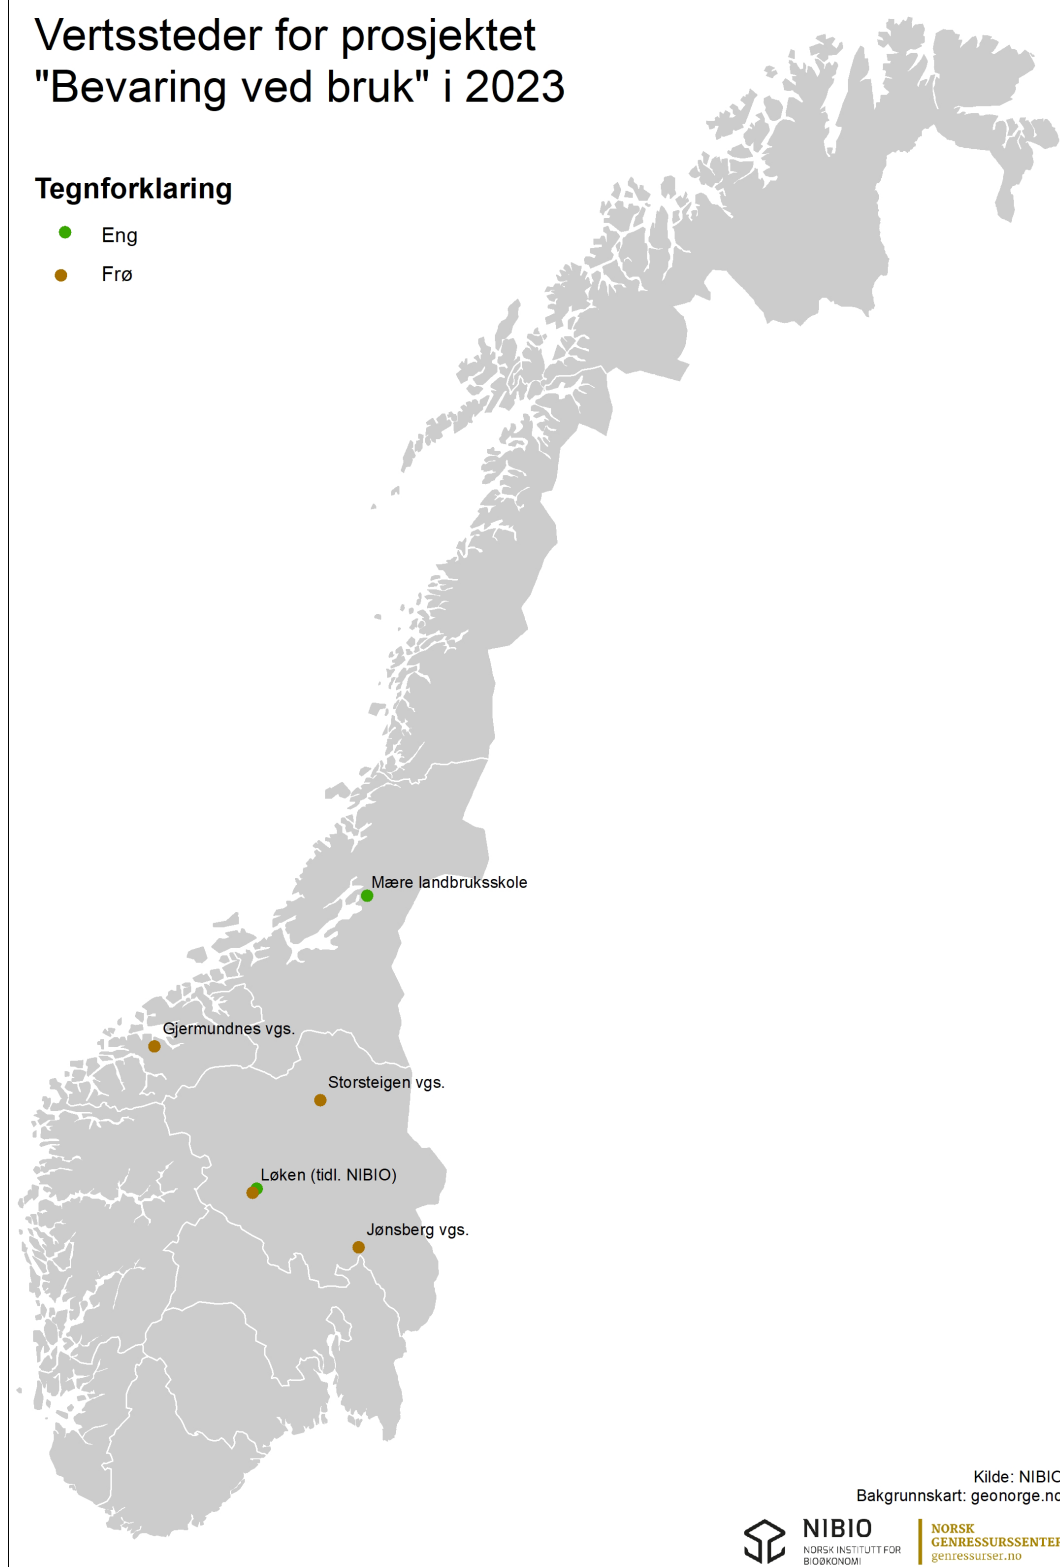 Vertssteder for prosjektet
"Bevaring ved bruk" i 2023
Tegnforklaring
Eng
Frø
Mære landbruksskole
Gjermundnes vgs.
Storsteigen vgs.
Løken (tidl. NIBIO)
Jønsberg vgs.
Kilde: NIBIO
Bakgrunnskart: geonorge.no
NIBIO
NORSK INSTITUTT FOR
BIOØKONOMI
NORSK
GENRESSURSSENTER
genressurser.no